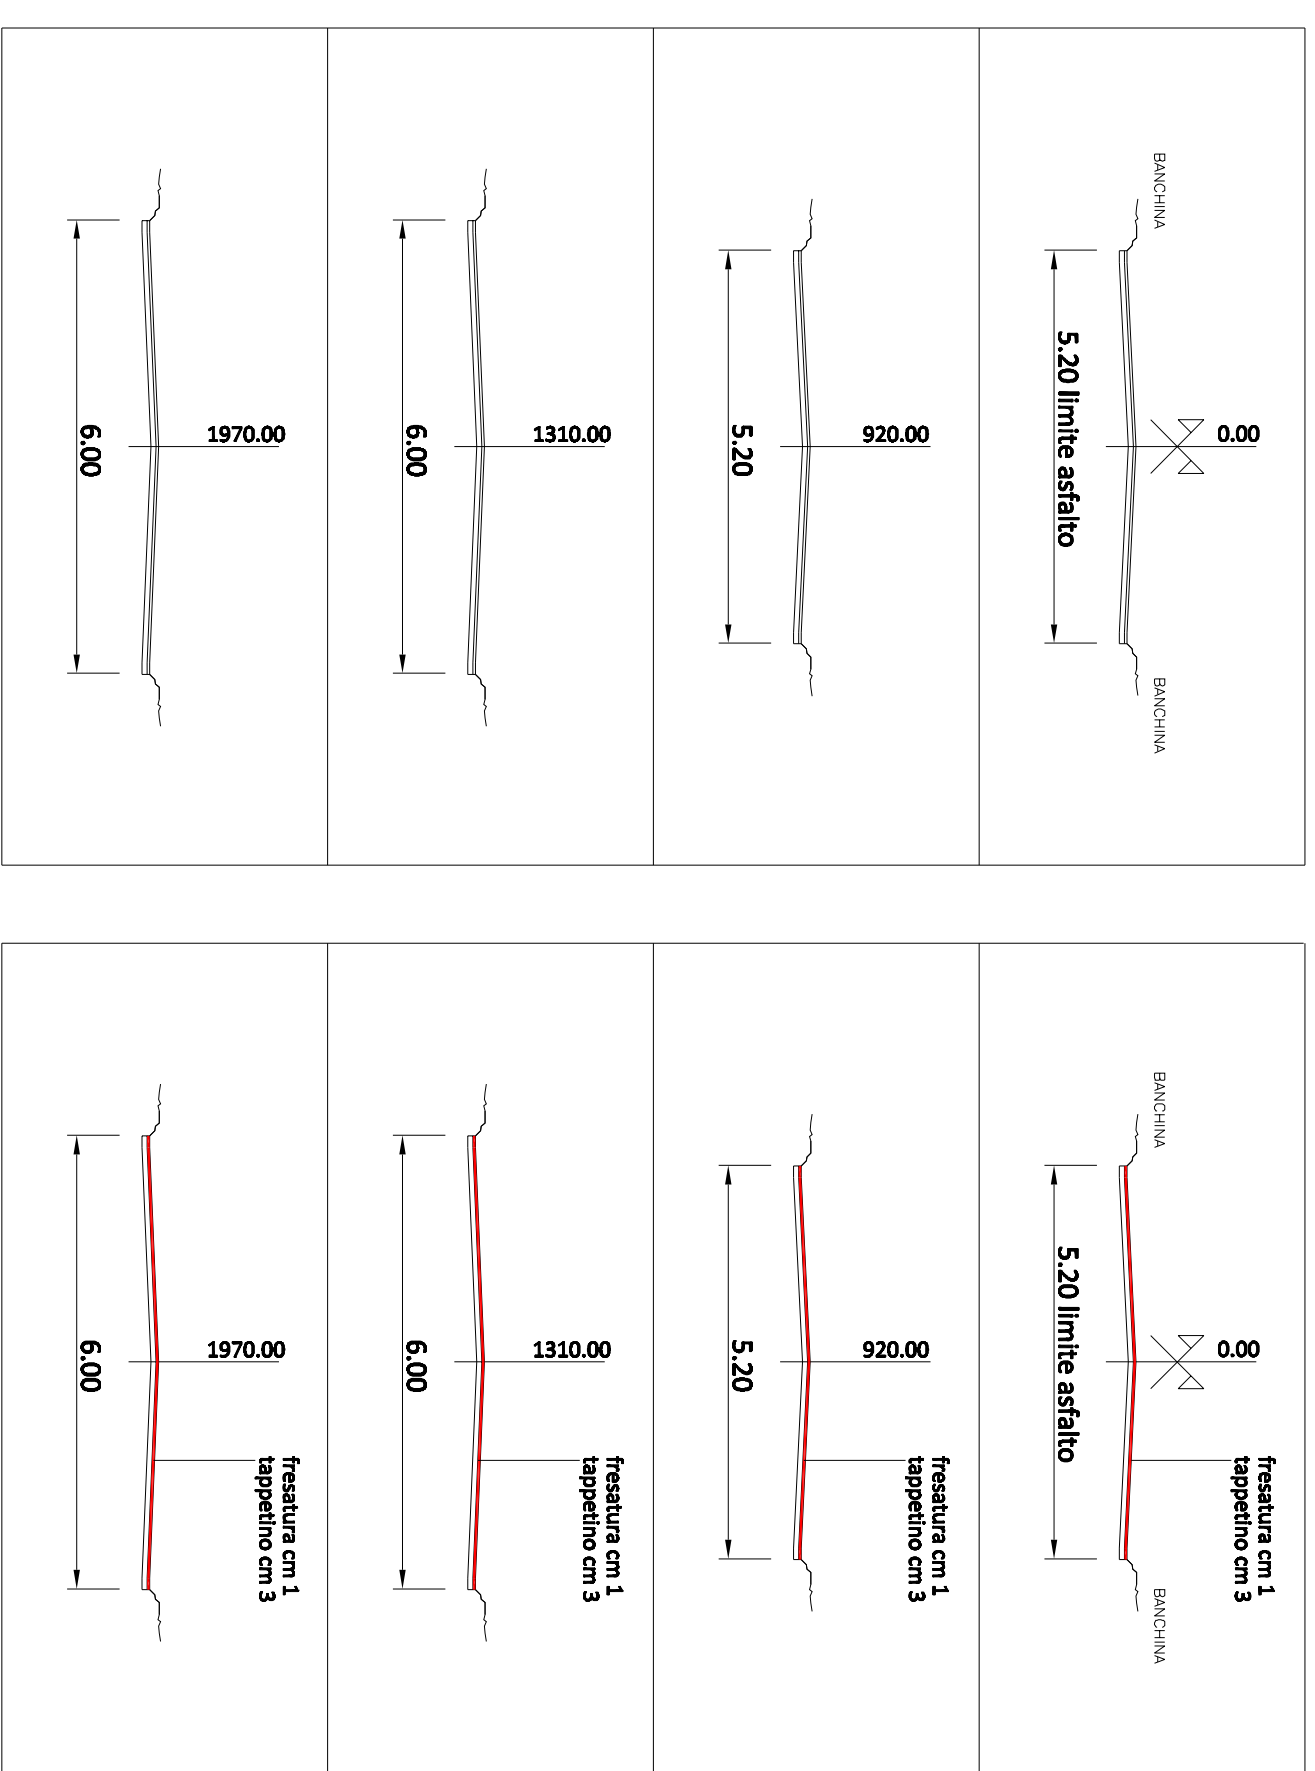 BANCHINA
0.00
5.20 limite asfalto
BANCHINA
920.00
5.20
1310.00
6.00
1970.00
6.00
BANCHINA
0.00
5.20 limite asfalto
fresatura cm 1
tappetino cm 3
BANCHINA
920.00
5.20
fresatura cm 1
tappetino cm 3
1310.00
6.00
fresatura cm 1
tappetino cm 3
1970.00
6.00
fresatura cm 1
tappetino cm 3